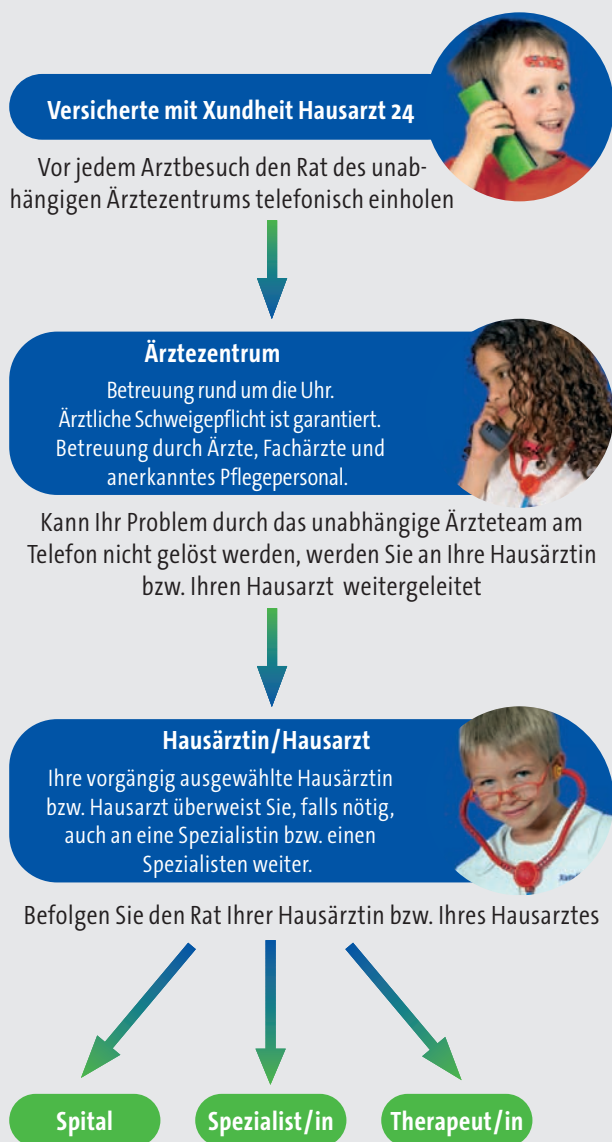 Versicherte mit Xundheit Hausarzt 24
Vor jedem Arztbesuch den Rat des unab-
hängigen Ärztezentrums telefonisch einholen
Ärztezentrum
Betreuung rund um die Uhr.
Ärztliche Schweigepflicht ist garantiert.
Betreuung durch Ärzte, Fachärzte und
anerkanntes Pflegepersonal.
Kann Ihr Problem durch das unabhängige Ärzteteam am
Telefon nicht gelöst werden, werden Sie an Ihre Hausärztin
bzw. Ihren Hausarzt weitergeleitet
Hausärztin/Hausarzt
Ihre vorgängig ausgewählte Hausärztin
bzw. Hausarzt überweist Sie, falls nötig,
auch an eine Spezialistin bzw. einen
Spezialisten weiter.
Befolgen Sie den Rat Ihrer Hausärztin bzw. Ihres Hausarztes
Spital
Spezialist/in
Therapeut/in